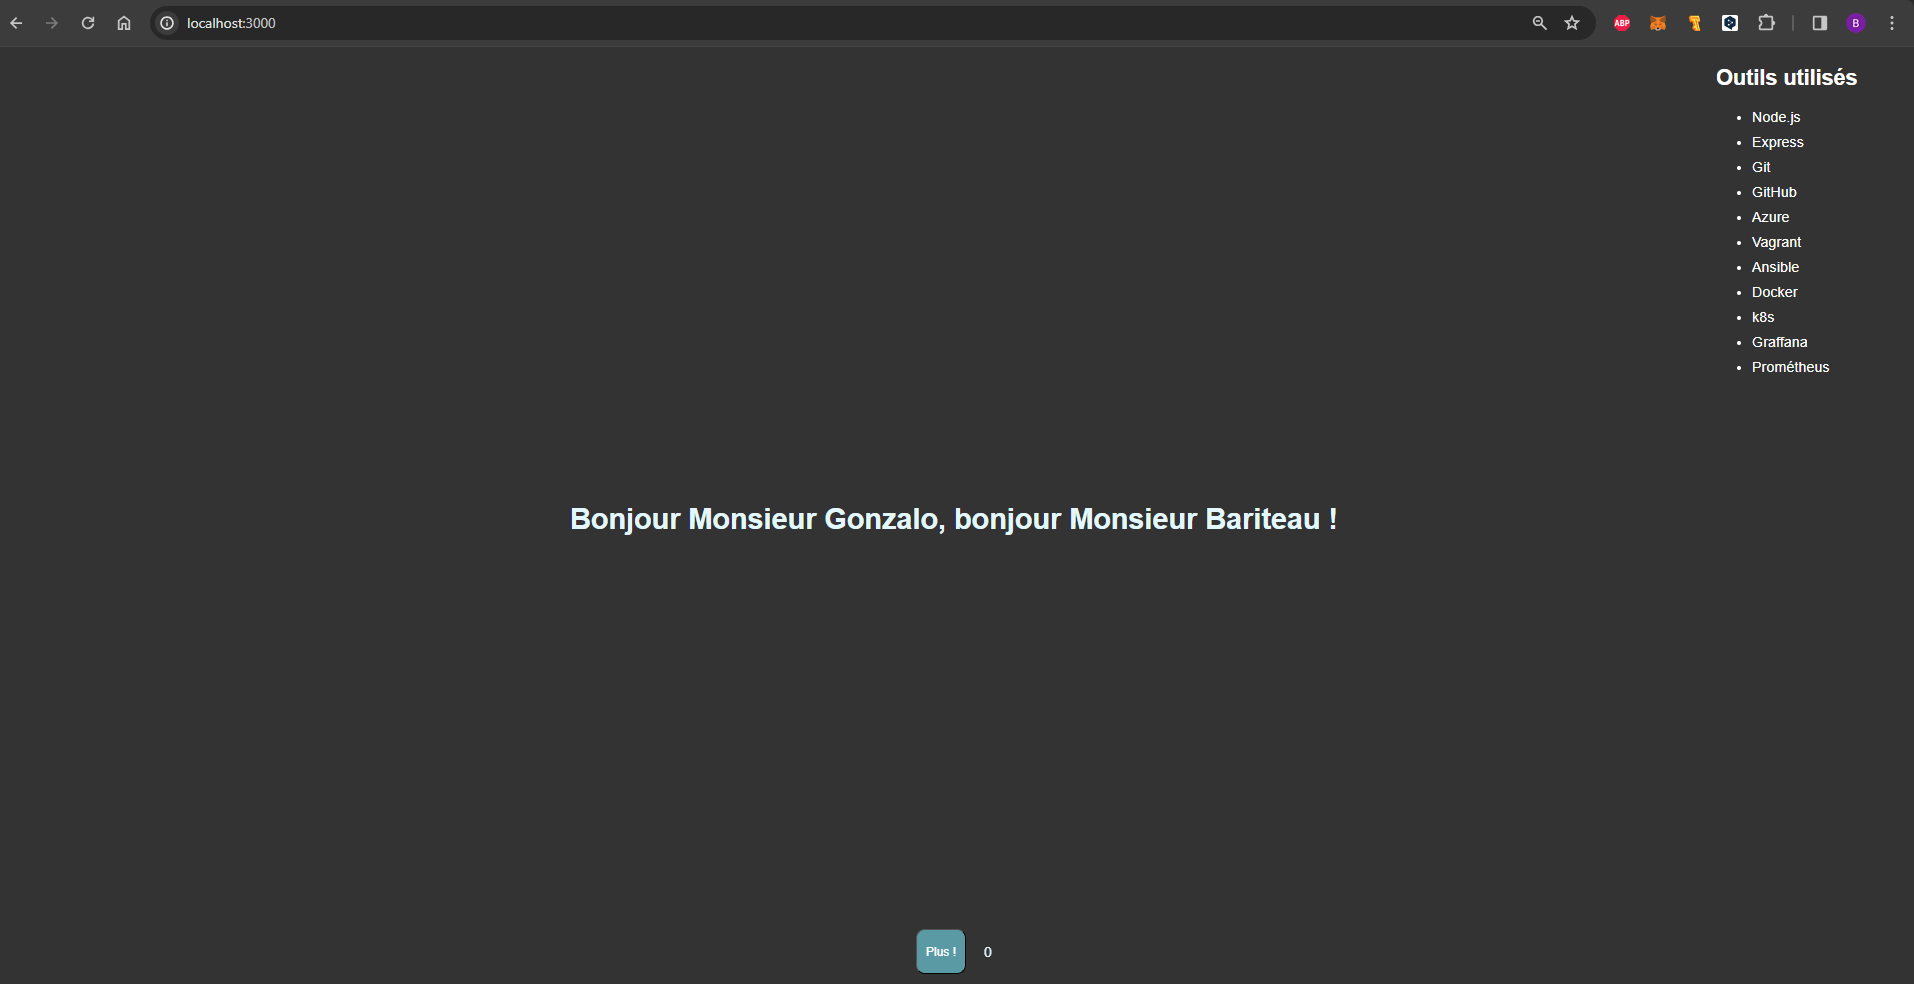 localhost:3000
ABP
B
Outils utilisés
Node.js
Express
Git
GitHub
Azure
Vagrant
Ansible
Docker
k8s
Graffana
Prométheus
Bonjour Monsieur Gonzalo, bonjour Monsieur Bariteau !
Plus ! 0